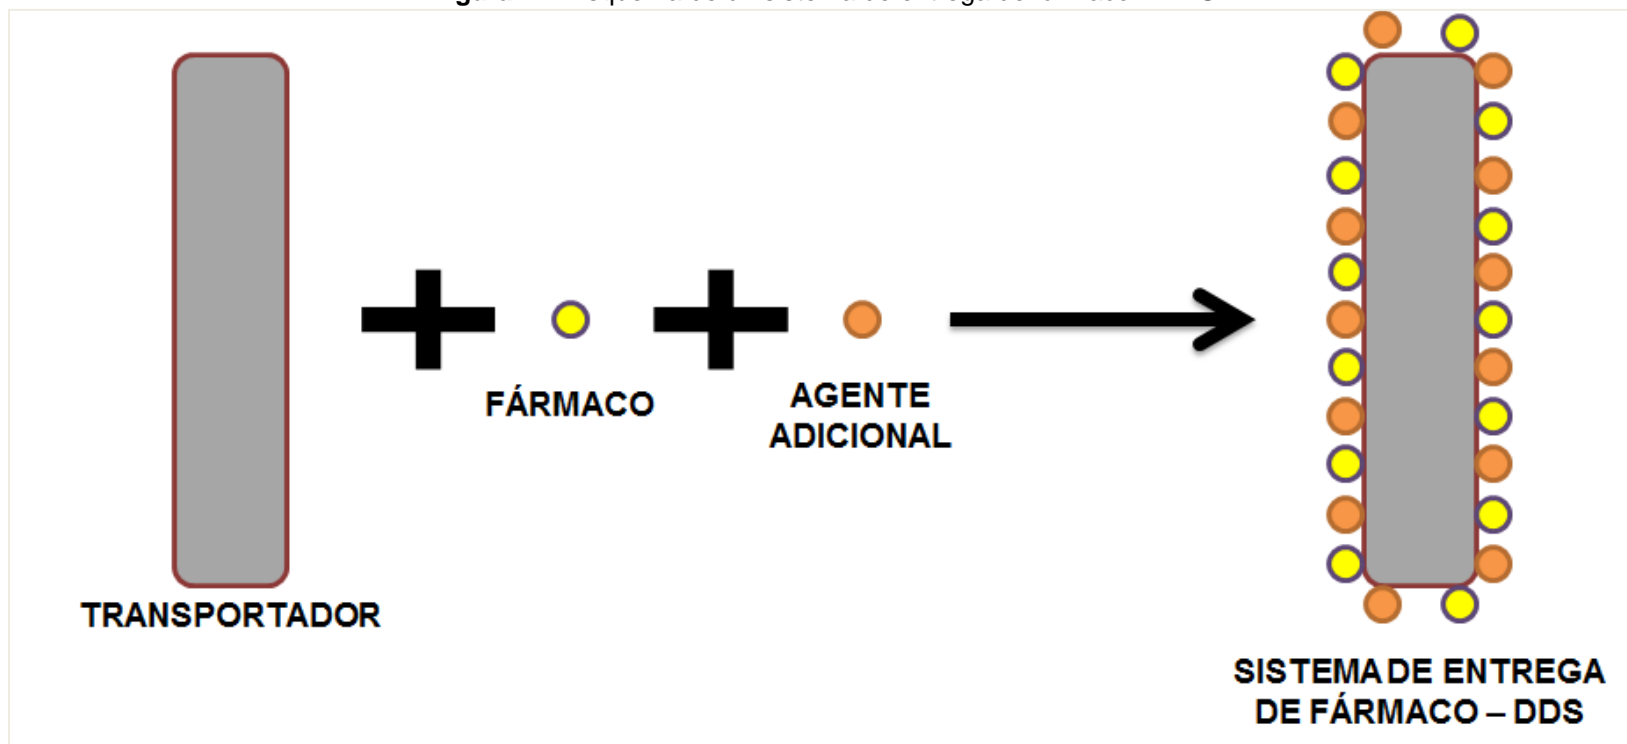 FÁRMACO
AGENTE
ADICIONAL
TRANSPORTADOR
SISTEMA DE ENTREGA
DE FÁRMACO – DDS